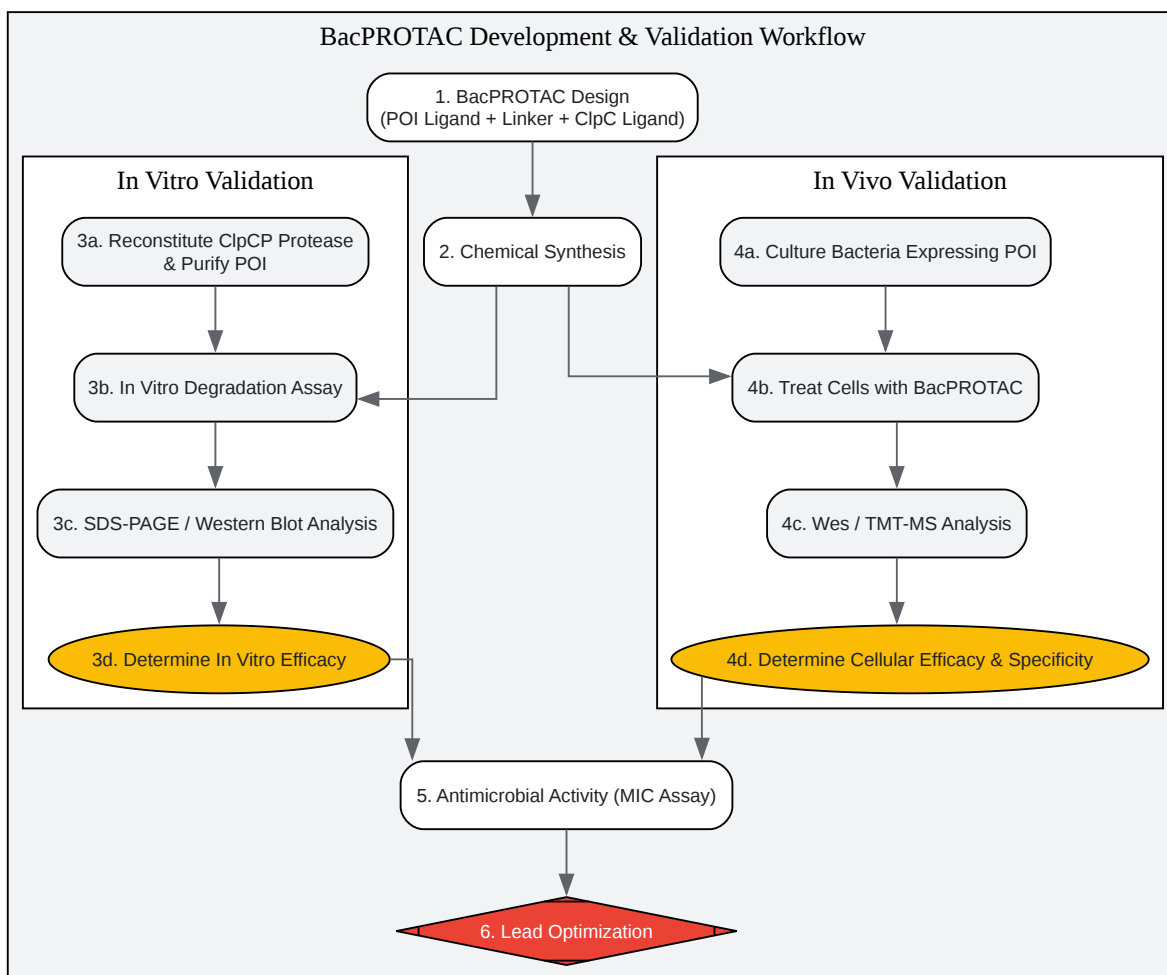 BacPROTAC Development & Validation Workflow
1. BacPROTAC Design
(POI Ligand + Linker + ClpC Ligand)
In Vitro Validation
3a. Reconstitute ClpCP Protease
& Purify POI
3b. In Vitro Degradation Assay
3c. SDS-PAGE / Western Blot Analysis
3d. Determine In Vitro Efficacy
2. Chemical Synthesis
In Vivo Validation
4a. Culture Bacteria Expressing POI
4b. Treat Cells with BacPROTAC
4c. Wes / TMT-MS Analysis
4d. Determine Cellular Efficacy & Specificity
5. Antimicrobial Activity (MIC Assay)
6. Lead Optimization